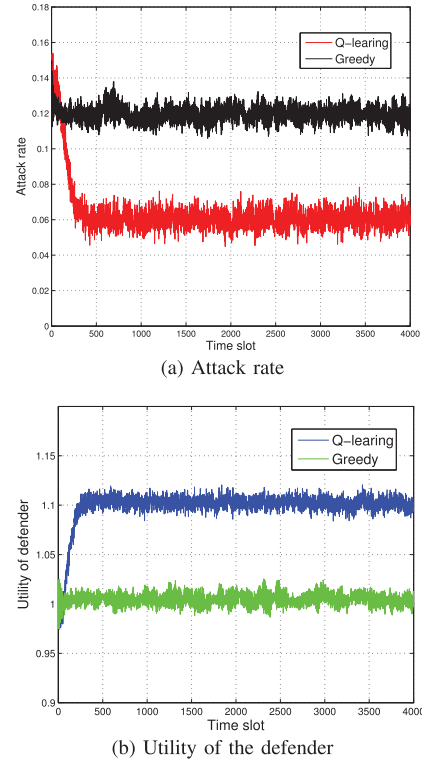 0.18
0.16
0.14
0.12
0.1
0.08
0.06
0.04
0.02
0
Attack rate
Q-learing
Greedy
0 500 1000 1500 2000 2500 3000 3500 4000
Time slot
(a) Attack rate
1.15
1.1
1.05
1
0.95
0.9
Utility of defender
Q-learing
Greedy
0 500 1000 1500 2000 2500 3000 3500 4000
Time slot
(b) Utility of the defender